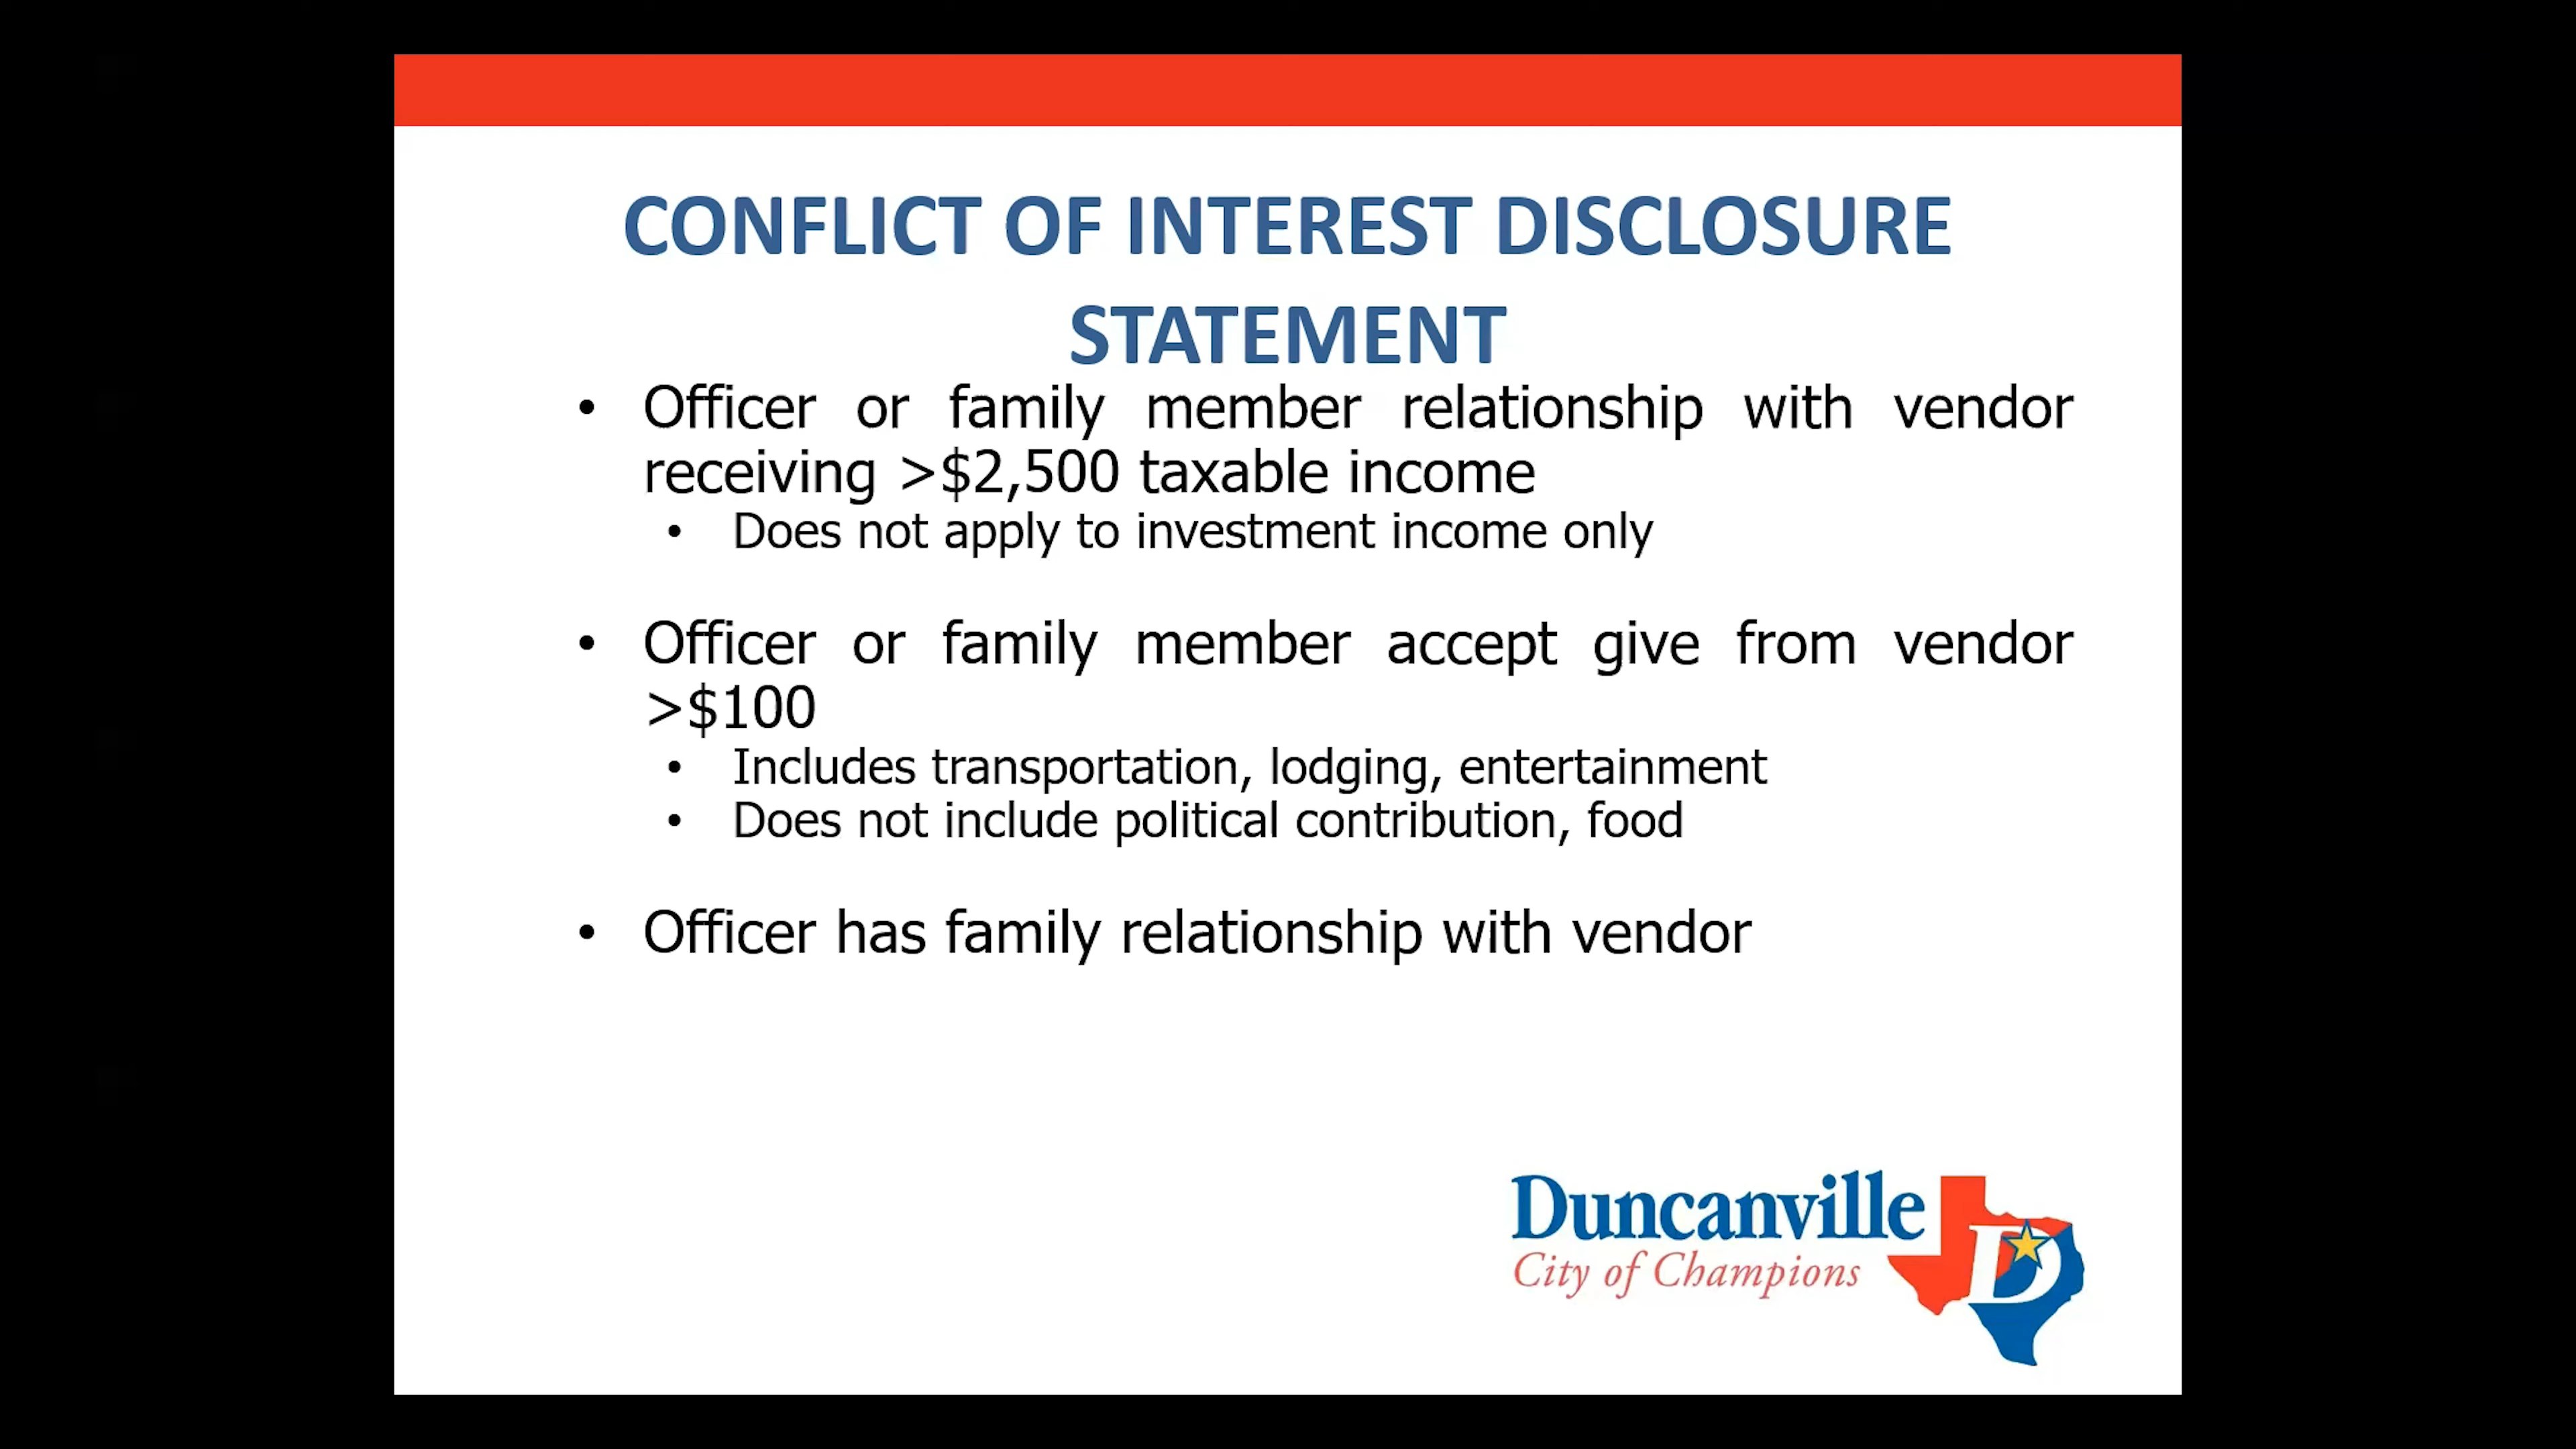 CONFLICT OF INTEREST DISCLOSURE
STATEMENT
• Officer or family member relationship with vendor
receiving >$2,500 taxable income
• Does not apply to investment income only
• Officer or family member accept give from vendor
>$100
• Includes transportation, lodging, entertainment
• Does not include political contribution, food
• Officer has family relationship with vendor
Duncanville
City of Champions
D